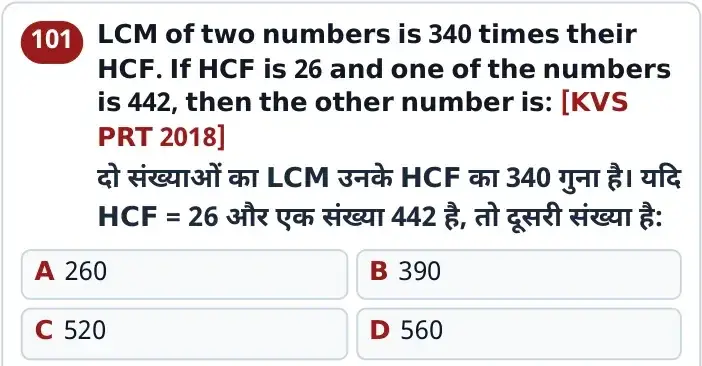 101 LCM of two numbers is 340 times their
HCF. If HCF is 26 and one of the numbers
is 442, then the other number is: [KVS
PRT 2018]
दो संख्याओं का LCM उनके HCF का 340 गुना है। यदि
HCF = 26 और एक संख्या 442 है, तो दूसरी संख्या है:
A 260
B 390
C 520
D 560